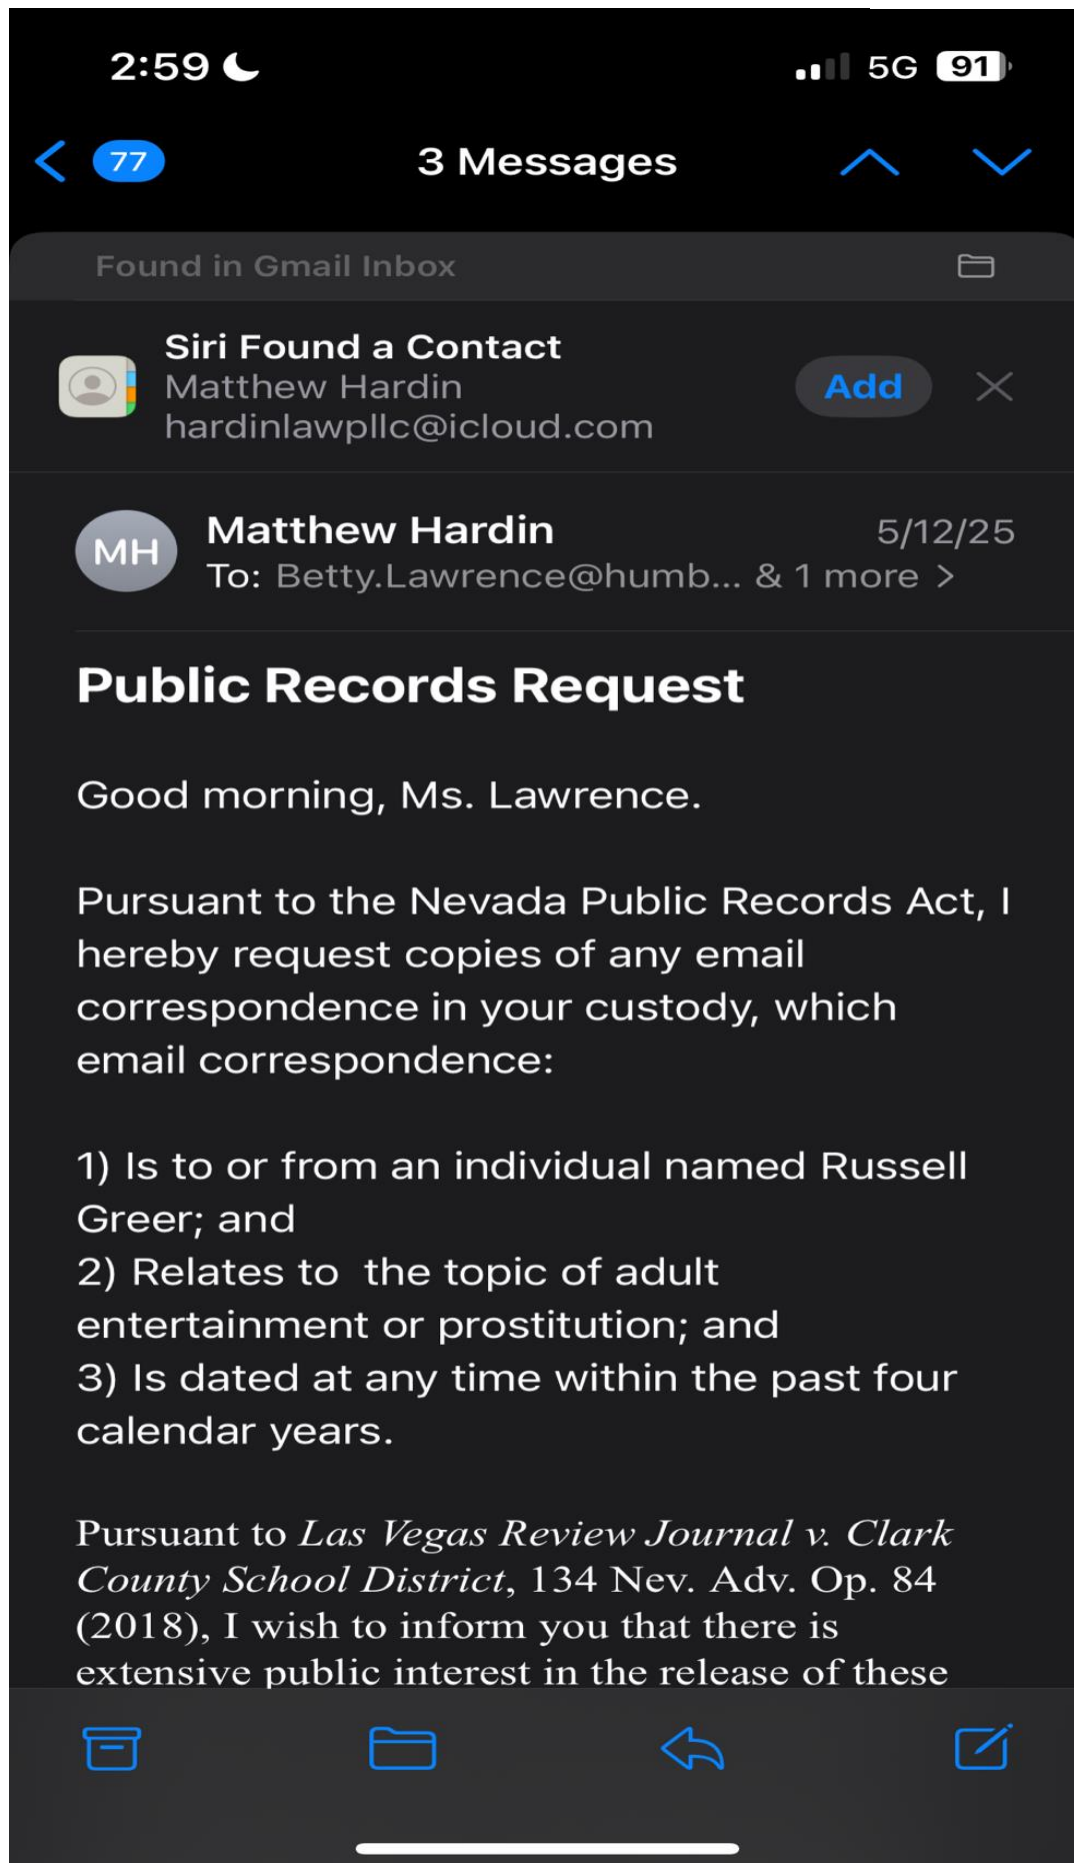 2:59
5G 91
77
3 Messages
Found in Gmail Inbox
Siri Found a Contact
Matthew Hardin
hardinlawpllc@icloud.com
Add
MH
Matthew Hardin
5/12/25
To: Betty.Lawrence@humb... & 1 more >
Public Records Request
Good morning, Ms. Lawrence.
Pursuant to the Nevada Public Records Act, I
hereby request copies of any email
correspondence in your custody, which
email correspondence:
1) Is to or from an individual named Russell
Greer; and
2) Relates to  the topic of adult
entertainment or prostitution; and
3) Is dated at any time within the past four
calendar years.
Pursuant to Las Vegas Review Journal v. Clark
County School District, 134 Nev. Adv. Op. 84
(2018), I wish to inform you that there is
extensive public interest in the release of these